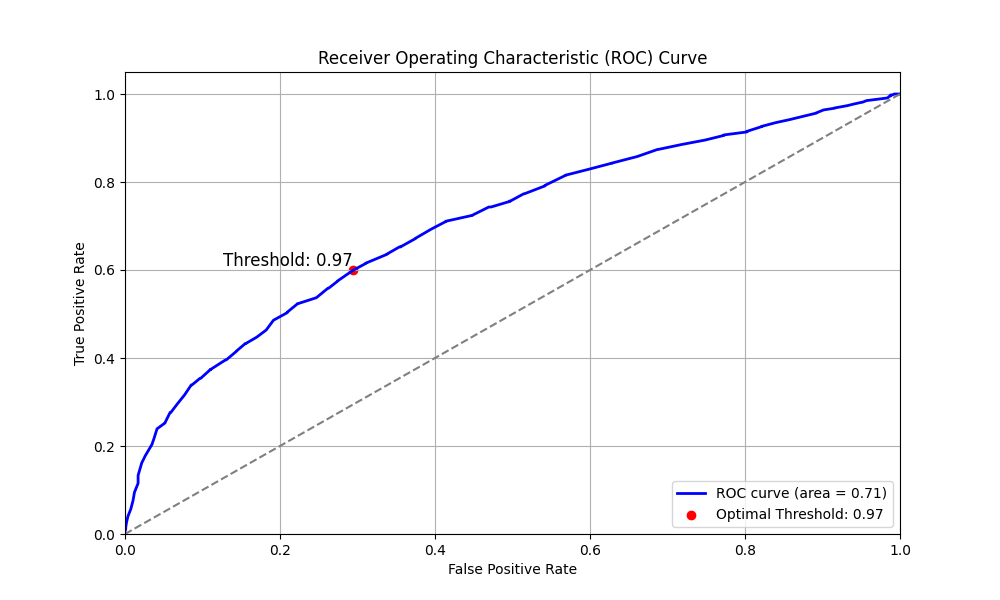 Receiver Operating Characteristic (ROC) Curve
True Positive Rate
1.0
0.8
0.6
0.4
0.2
0.0
Threshold: 0.97
ROC curve (area = 0.71)
Optimal Threshold: 0.97
0.0 0.2 0.4 0.6 0.8 1.0
False Positive Rate